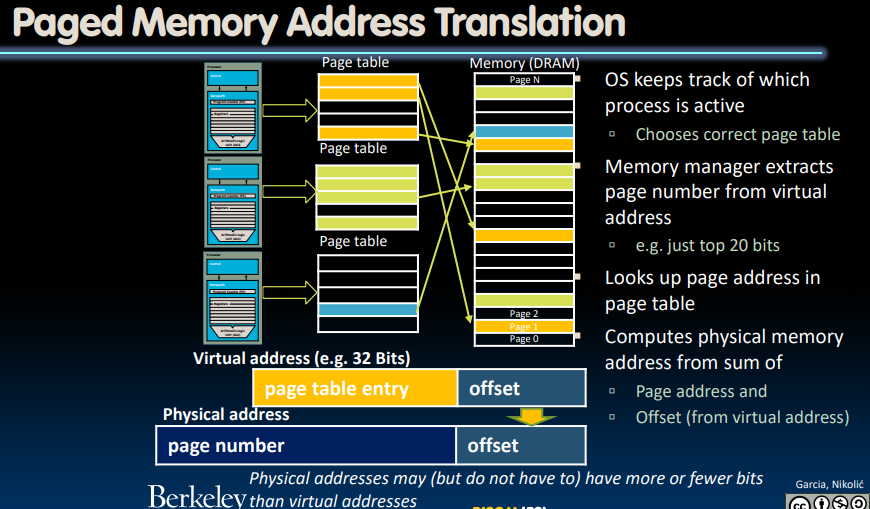 Paged Memory Address Translation
Page table
Page table
Page table
Memory (DRAM)
Page N
Page 2
Page 1
Page 0
OS keeps track of which
process is active
Chooses correct page table
Memory manager extracts
page number from virtual
address
e.g. just top 20 bits
Looks up page address in
page table
Computes physical memory
address from sum of
Page address and
Offset (from virtual address)
Virtual address (e.g. 32 Bits)
page table entry offset
Physical address
page number offset
Physical addresses may (but do not have to) have more or fewer bits
than virtual addresses
Berkeley
Garcia, Nikolić